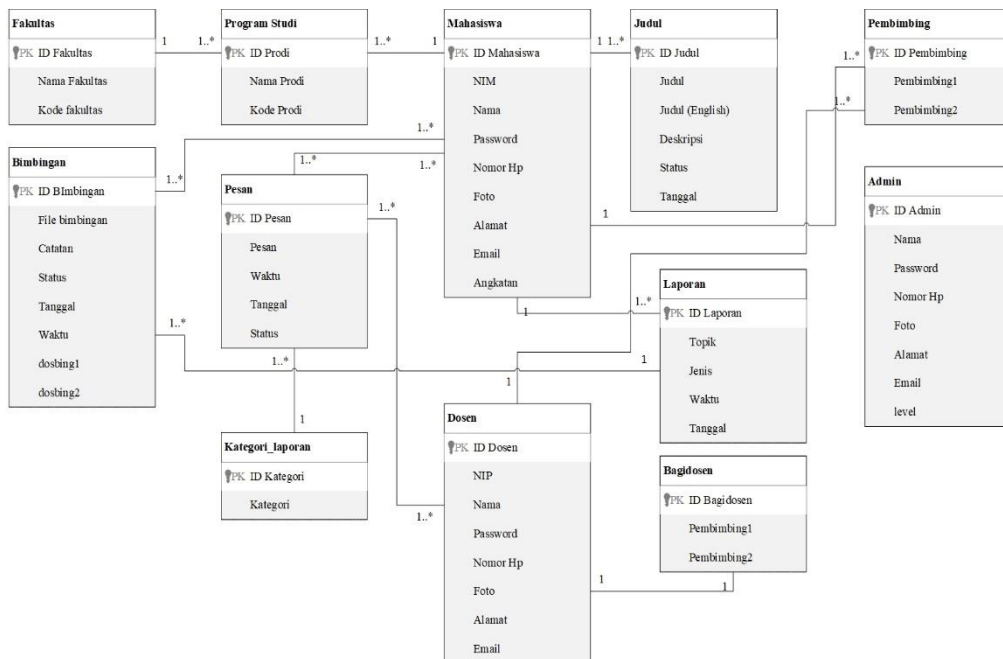 Fakultas
PK ID Fakultas
Nama Fakultas
Kode fakultas
1
1..*
Program Studi
PK ID Prodi
Nama Prodi
Kode Prodi
1..*
1
Mahasiswa
PK ID Mahasiswa
NIM
Nama
Password
Nomor Hp
Foto
Alamat
Email
Angkatan
1
1..*
Judul
PK ID Judul
Judul
Judul (English)
Deskripsi
Status
Tanggal
Pembimbing
PK ID Pembimbing
Pembimbing1
Pembimbing2
1..*
1..*
1
Bimbingan
PK ID BImbingan
File bimbingan
Catatan
Status
Tanggal
Waktu
dosbing1
dosbing2
1..*
1..*
1..*
1..*
1..*
Pesan
PK ID Pesan
Pesan
Waktu
Tanggal
Status
1..*
1..*
1
Kategori_laporan
PK ID Kategori
Kategori
Admin
PK ID Admin
Nama
Password
Nomor Hp
Foto
Alamat
Email
level
1
1..*
Laporan
PK ID Laporan
Topik
Jenis
Waktu
Tanggal
1
1
1..*
Dosen
PK ID Dosen
NIP
Nama
Password
Nomor Hp
Foto
Alamat
Email
1
1
Bagidosen
PK ID Bagidosen
Pembimbing1
Pembimbing2